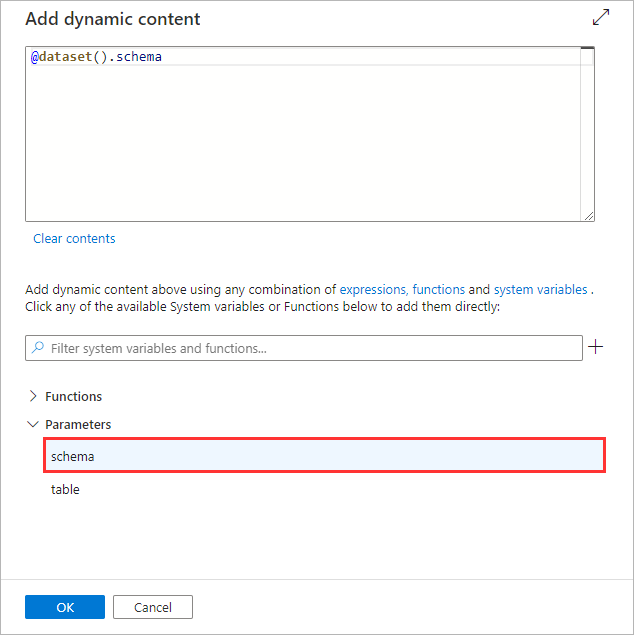 Add dynamic content
@dataset().schema
Clear contents
Add dynamic content above using any combination of expressions, functions and system variables .
Click any of the available System variables or Functions below to add them directly:
Filter system variables and functions...
Functions
Parameters
schema
table
OK
Cancel